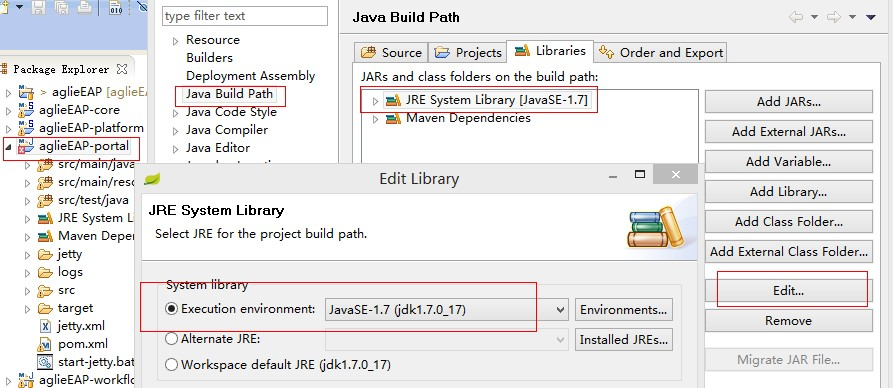 type filter text
Resource
Builders
Deployment Assembly
Java Build Path
Java Code Style
Java Compiler
Java Editor
Package Explorer
> aglieEAP [aglieEA
aglieEAP-core
aglieEAP-platform
aglieEAP-portal
src/main/java
src/main/reso
src/test/java
JRE System Li
Maven Depen
jetty
logs
src
target
jetty.xml
pom.xml
start-jetty.bat
aglieEAP-workflo
Java Build Path
Source
Projects
Libraries
Order and Export
JARs and class folders on the build path:
JRE System Library [JavaSE-1.7]
Maven Dependencies
Add JARs...
Add External JARs...
Add Variable...
Add Library...
Add Class Folder...
Add External Class Folder...
Edit...
Remove
Migrate JAR File...
Edit Library
JRE System Library
Select JRE for the project build path.
System library
Execution environment:
JavaSE-1.7 (jdk1.7.0_17)
Environments...
Alternate JRE:
Installed JREs...
Workspace default JRE (jdk1.7.0_17)